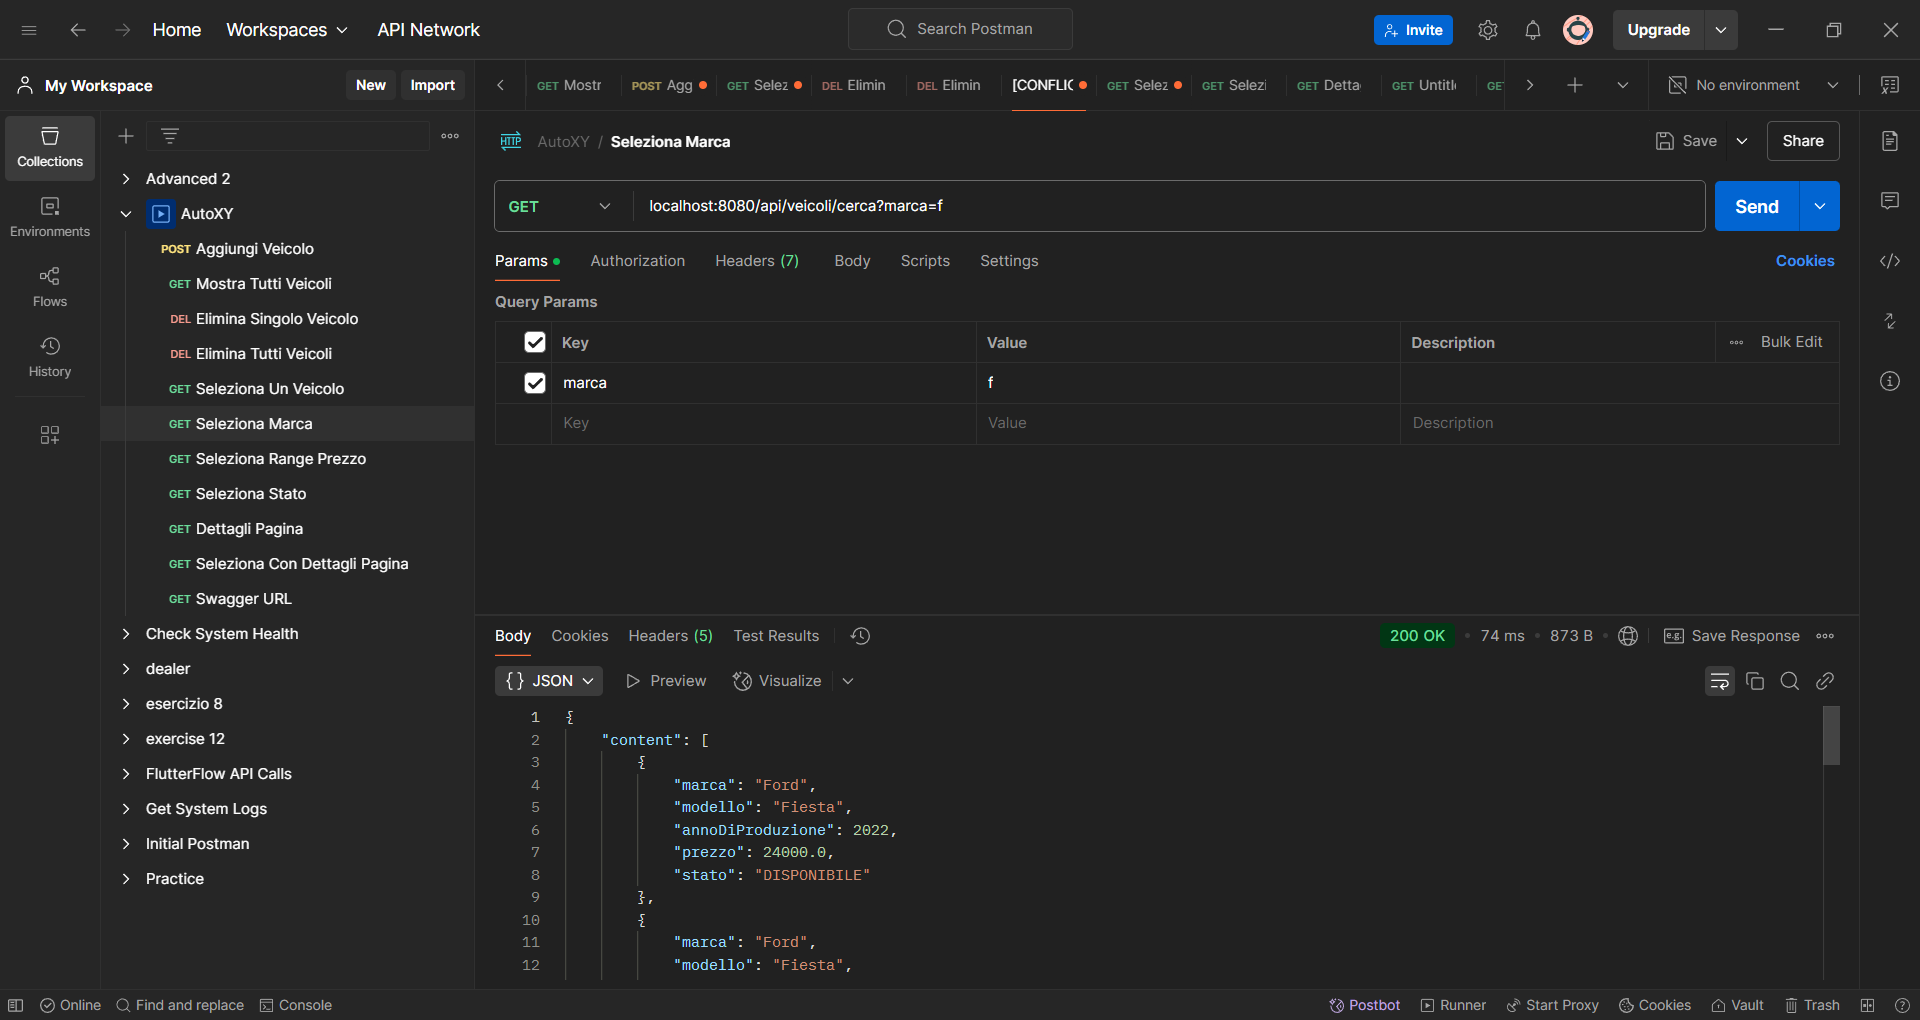 Home Workspaces API Network Search Postman Invite Upgrade
My Workspace New Import
GET Mostr POST Agg GET Selez DEL Elimin DEL Elimin [CONFLIC GET Selez GET Selezi GET Detta GET Untitl GE No environment
Collections
Environments
Flows
History
Advanced 2
AutoXY
POST Aggiungi Veicolo
GET Mostra Tutti Veicoli
DEL Elimina Singolo Veicolo
DEL Elimina Tutti Veicoli
GET Seleziona Un Veicolo
GET Seleziona Marca
GET Seleziona Range Prezzo
GET Seleziona Stato
GET Dettagli Pagina
GET Seleziona Con Dettagli Pagina
GET Swagger URL
Check System Health
dealer
esercizio 8
exercise 12
FlutterFlow API Calls
Get System Logs
Initial Postman
Practice
HTTP AutoXY / Seleziona Marca Save Share
GET localhost:8080/api/veicoli/cerca?marca=f Send
Params Authorization Headers (7) Body Scripts Settings Cookies
Query Params
Key Value Description Bulk Edit
marca f
Key Value Description
Body Cookies Headers (5) Test Results 200 OK 74 ms 873 B e.g. Save Response
{} JSON Preview Visualize
1 {
2 "content": [
3 {
4 "marca": "Ford",
5 "modello": "Fiesta",
6 "annoDiProduzione": 2022,
7 "prezzo": 24000.0,
8 "stato": "DISPONIBILE"
9 },
10 {
11 "marca": "Ford",
12 "modello": "Fiesta",
Online Find and replace Console Postbot Runner Start Proxy Cookies Vault Trash